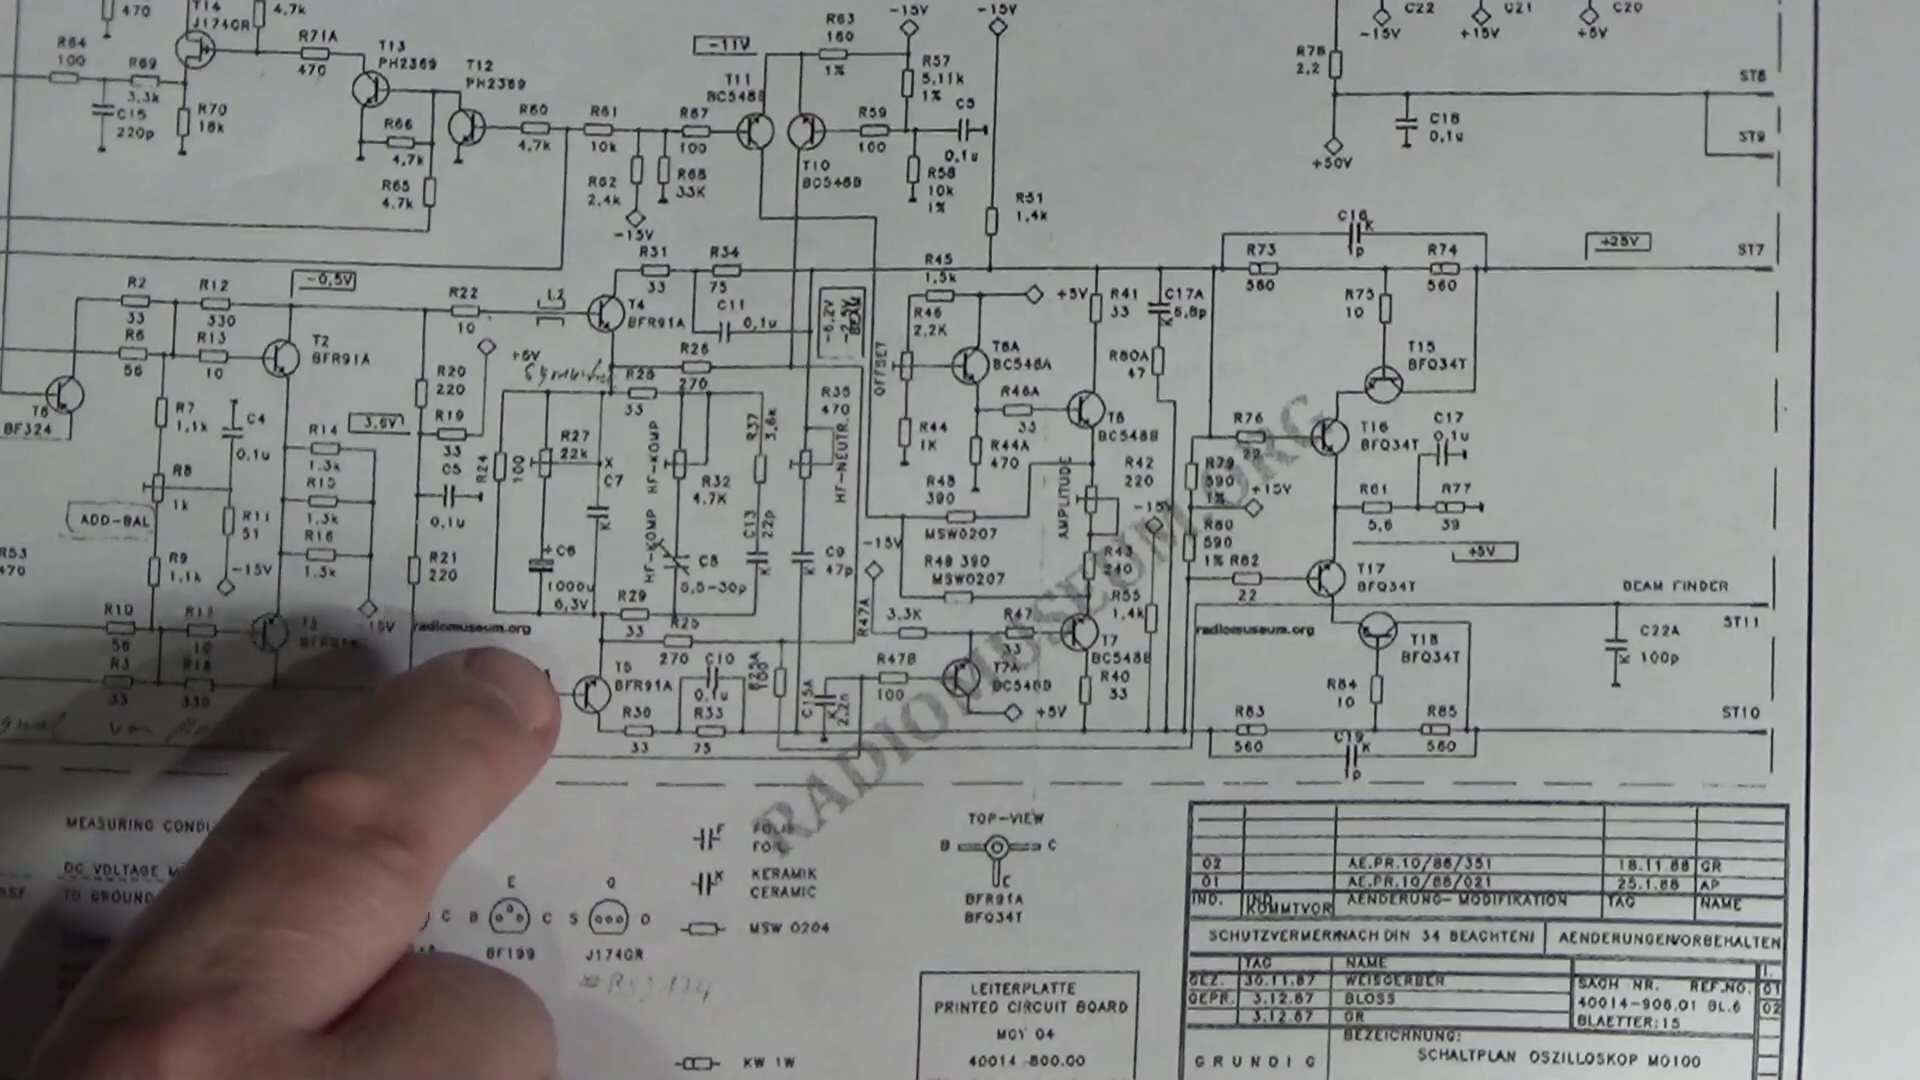 470
T14
J174GR
4,7k
R64
100
R69
3,3k
C15
220p
R70
18k
R71A
470
T13
PH2369
T12
PH2369
R66
4,7k
R65
4,7k
R60
4,7k
R61
10k
R62
2,4k
-15V
R68
33K
R67
100
-11V
T11
BC548B
R63
160
1%
T10
BC548B
R59
100
-15V
R57
5,11k
1%
C5
0,1u
R58
10k
1%
-15V
R51
1,4k
C22
-15V
C21
+15V
C20
+5V
R78
2,2
+50V
C18
0,1u
ST8
ST9
R2
33
R12
330
-0,5V
R6
56
R13
10
T2
BFR91A
BF324
R7
1,1k
C4
0,1u
R8
1k
ADD-BAL
R11
51
-15V
R9
1,1k
R14
1.3k
R15
1.3k
R16
1.3k
3,6V
-15V
R53
470
R10
56
R3
33
R18
330
R22
10
L2
R20
220
R19
33
C5
0,1u
R21
220
+6V
R24
100
R27
22k
C6
1000u
6,3V
C7
K
T4
BFR91A
R31
33
R34
75
C11
0,1u
R26
270
R28
33
HF-KOMP
R32
4.7K
HF-KOMP
C8
5,5-30p
R37
3,6k
C13
22p
K
R35
470
HF-NEUTR.
C9
47p
K
-6,2V
-2,5V
BEAM
R29
33
R25
270
T5
BFR91A
R30
33
C10
0,1u
R33
75
R25A
100
C15A
2,2n
K
R47A
3.3K
R47B
100
T7A
BC548B
+5V
R47
33
T7
BC548B
R40
33
OFFSET
R45
1,5k
R46
2,2K
+5V
T6A
BC548A
R44
1K
R44A
470
R46A
33
T6
BC548B
R41
33
C17A
6,8p
K
R80A
47
R48
390
MSW0207
R49 390
MSW0207
-15V
AMPLITUDE
R42
220
-15V
R43
240
R55
1,4k
C16
K
p
R73
560
R74
560
+25V
ST7
R75
10
T15
BFQ34T
R76
22
T16
BFQ34T
C17
0,1u
R79
590
1%
+15V
R80
590
1%
R81
5,6
R77
39
+5V
R82
22
T17
BFQ34T
BEAM FINDER
ST11
C22A
100p
K
T18
BFQ34T
R84
10
R83
560
R85
560
C19
K
p
ST10
radiomuseum.org
radiomuseum.org
RADIOMUSEUM.ORG
DC VOLTAGE
TO GROUND
FOLIE
FOIL
KERAMIK
CERAMIC
MSW 0204
KW 1W
E
B
C
BF199
S
D
J174GR
TOP-VIEW
B
C
BFR91A
BFQ34T
LEITERPLATTE
PRINTED CIRCUIT BOARD
40014-800.00
02 AE.PR.10/88/351 18.11.88 GR
01 AE.PR.10/88/021 25.1.88 AP
IND. KOMMTVOR AENDERUNG- MODIFIKATION TAG NAME
SCHUTZVERMERK NACH DIN 34 BEACHTEN! AENDERUNGEN VORBEHALTEN
TAG NAME
GEZ. 30.11.87 WEISGERBER
GEPR. 3.12.87 BLOSS
3.12.87 GR
SACH NR. REF.NO.
40014-906.01 BL.6
BLAETTER:15
01
02
BEZEICHNUNG:
GRUNDIG SCHALTPLAN OSZILLOSKOP MO100